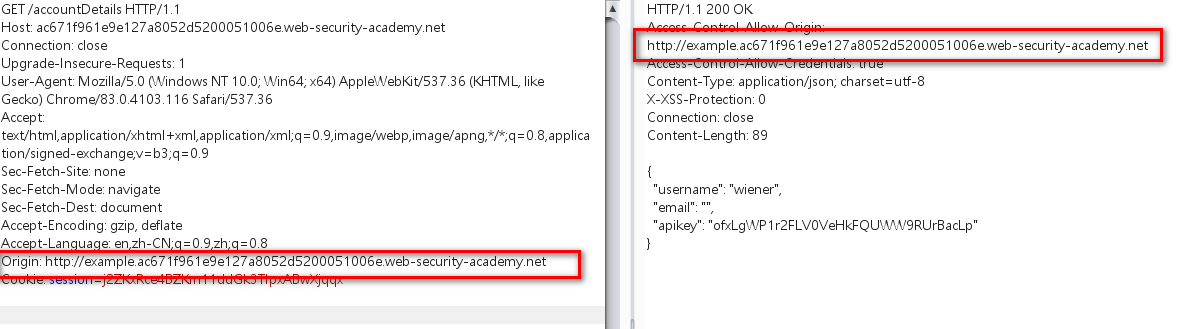 GET /accountDetails HTTP/1.1
Host: ac671f961e9e127a8052d5200051006e.web-security-academy.net
Connection: close
Upgrade-Insecure-Requests: 1
User-Agent: Mozilla/5.0 (Windows NT 10.0; Win64; x64) AppleWebKit/537.36 (KHTML, like
Gecko) Chrome/83.0.4103.116 Safari/537.36
Accept:
text/html,application/xhtml+xml,application/xml;q=0.9,image/webp,image/apng,*/*;q=0.8,applica
tion/signed-exchange;v=b3;q=0.9
Sec-Fetch-Site: none
Sec-Fetch-Mode: navigate
Sec-Fetch-Dest: document
Accept-Encoding: gzip, deflate
Accept-Language: en,zh-CN;q=0.9,zh;q=0.8
Origin: http://example.ac671f961e9e127a8052d5200051006e.web-security-academy.net
Cookie:
HTTP/1.1 200 OK
Access-Control-Allow-Origin:
http://example.ac671f961e9e127a8052d5200051006e.web-security-academy.net
Access-Control-Allow-Credentials: true
Content-Type: application/json; charset=utf-8
X-XSS-Protection: 0
Connection: close
Content-Length: 89
{
"username": "wiener",
"email": "",
"apikey": "ofxLgWP1r2FLV0VeHkFQUWW9RUrBacLp"
}